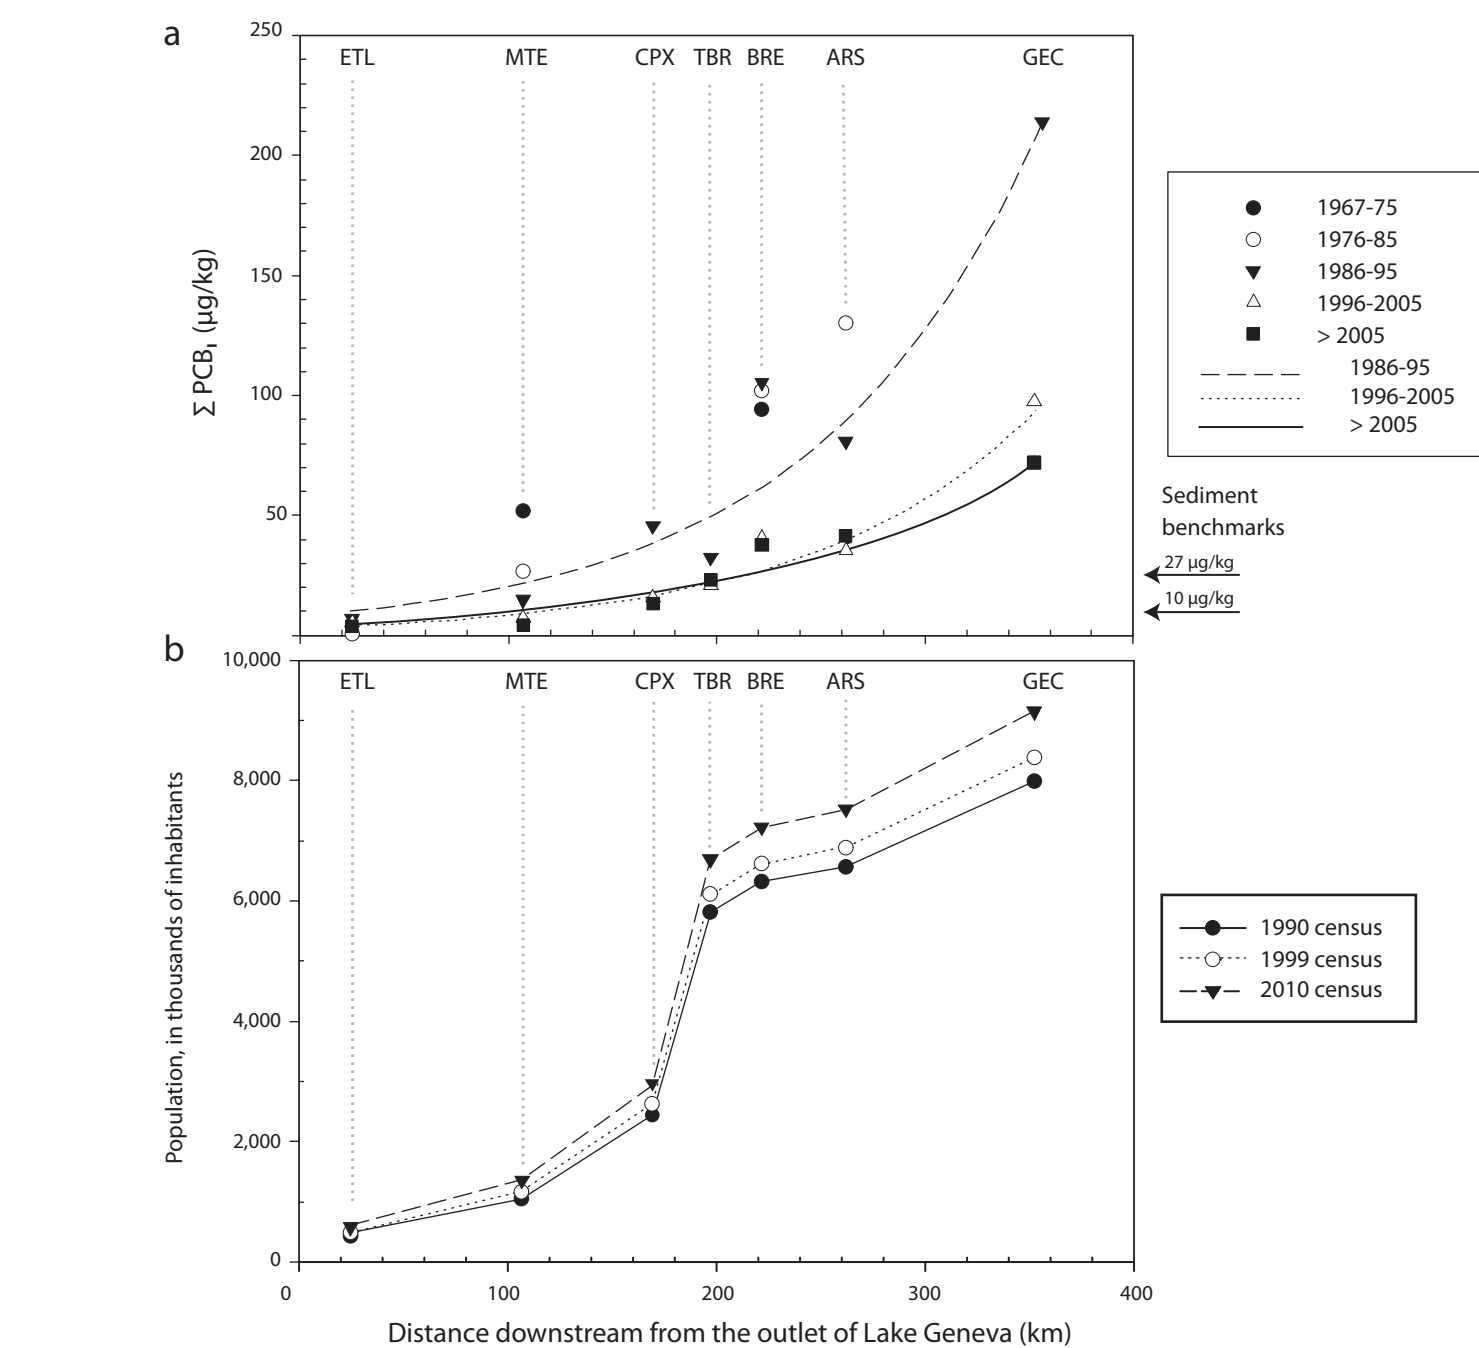 a
250
200
150
100
50
Σ PCBI (µg/kg)
ETL MTE CPX TBR BRE ARS GEC
1967-75
1976-85
1986-95
1996-2005
> 2005
1986-95
1996-2005
> 2005
Sediment
benchmarks
27 µg/kg
10 µg/kg
b
10,000
8,000
6,000
4,000
2,000
0
Population, in thousands of inhabitants
ETL MTE CPX TBR BRE ARS GEC
1990 census
1999 census
2010 census
0 100 200 300 400
Distance downstream from the outlet of Lake Geneva (km)